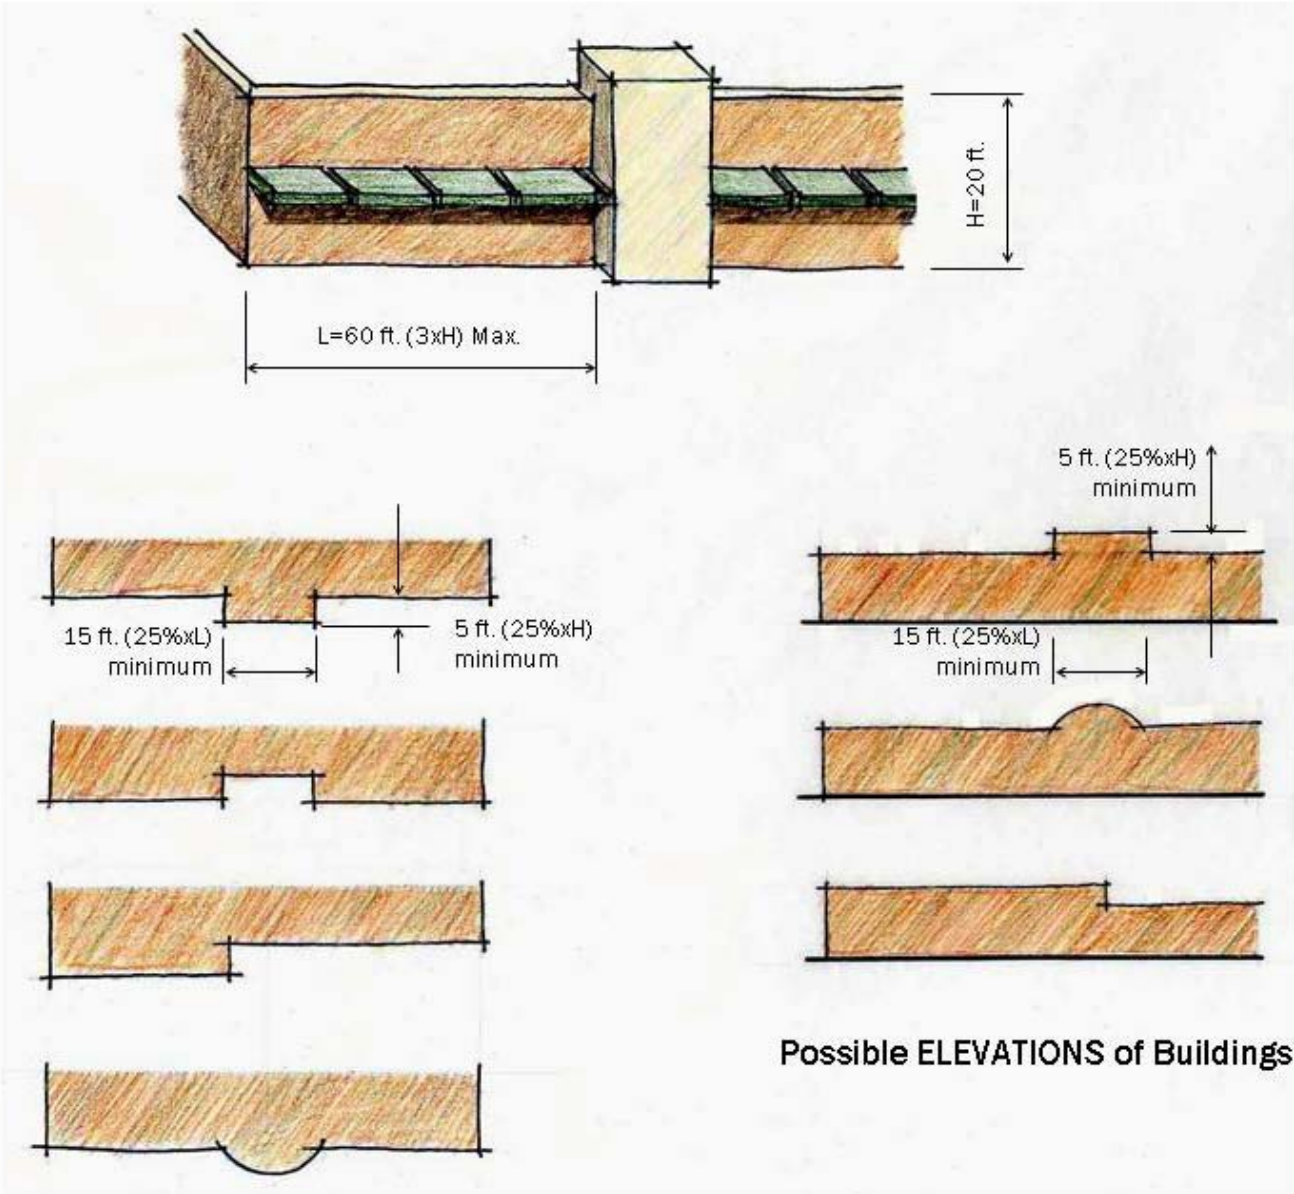 H=20 ft.
L=60 ft. (3xH) Max.
5 ft. (25%xH)
minimum
15 ft. (25%xL)
minimum
5 ft. (25%xH)
minimum
15 ft. (25%xL)
minimum
Possible ELEVATIONS of Buildings